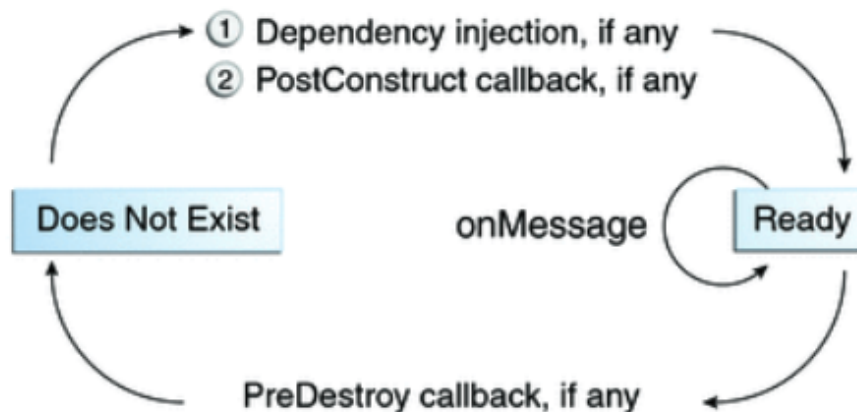 1 Dependency injection, if any
2 PostConstruct callback, if any
Does Not Exist
onMessage
Ready
PreDestroy callback, if any